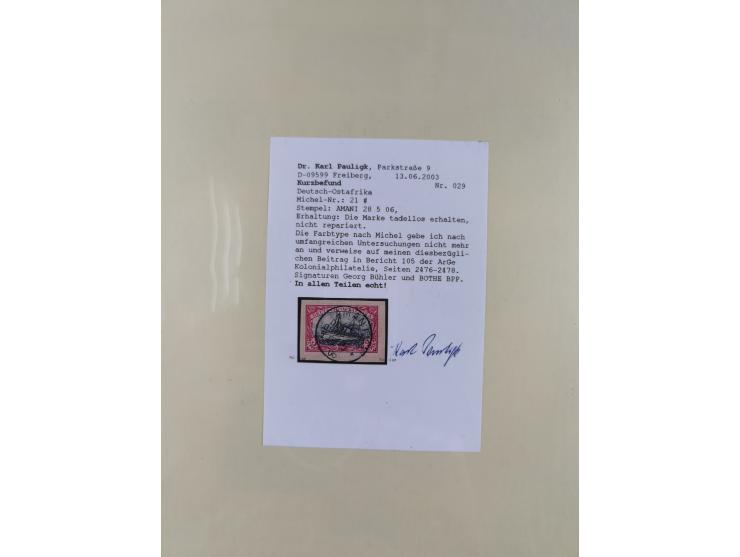 Dr. Karl Pauligk, Parkstraße 9
D-09599 Freiberg, 13.06.2003
Kurzbefund Nr. 029
Deutsch-Ostafrika
Michel-Nr.: 21 #
Stempel: AMANI 28 5 06,
Erhaltung: Die Marke tadellos erhalten,
nicht repariert.
Die Farbtype nach Michel gebe ich nach
umfangreichen Untersuchungen nicht mehr
an und verweise auf meinen diesbezügli-
chen Beitrag in Bericht 105 der ArGe
Kolonialphilatelie, Seiten 2476-2478.
Signaturen Georg Bühler und BOTHE BPP.
In allen Teilen echt!
Karl Pauligk